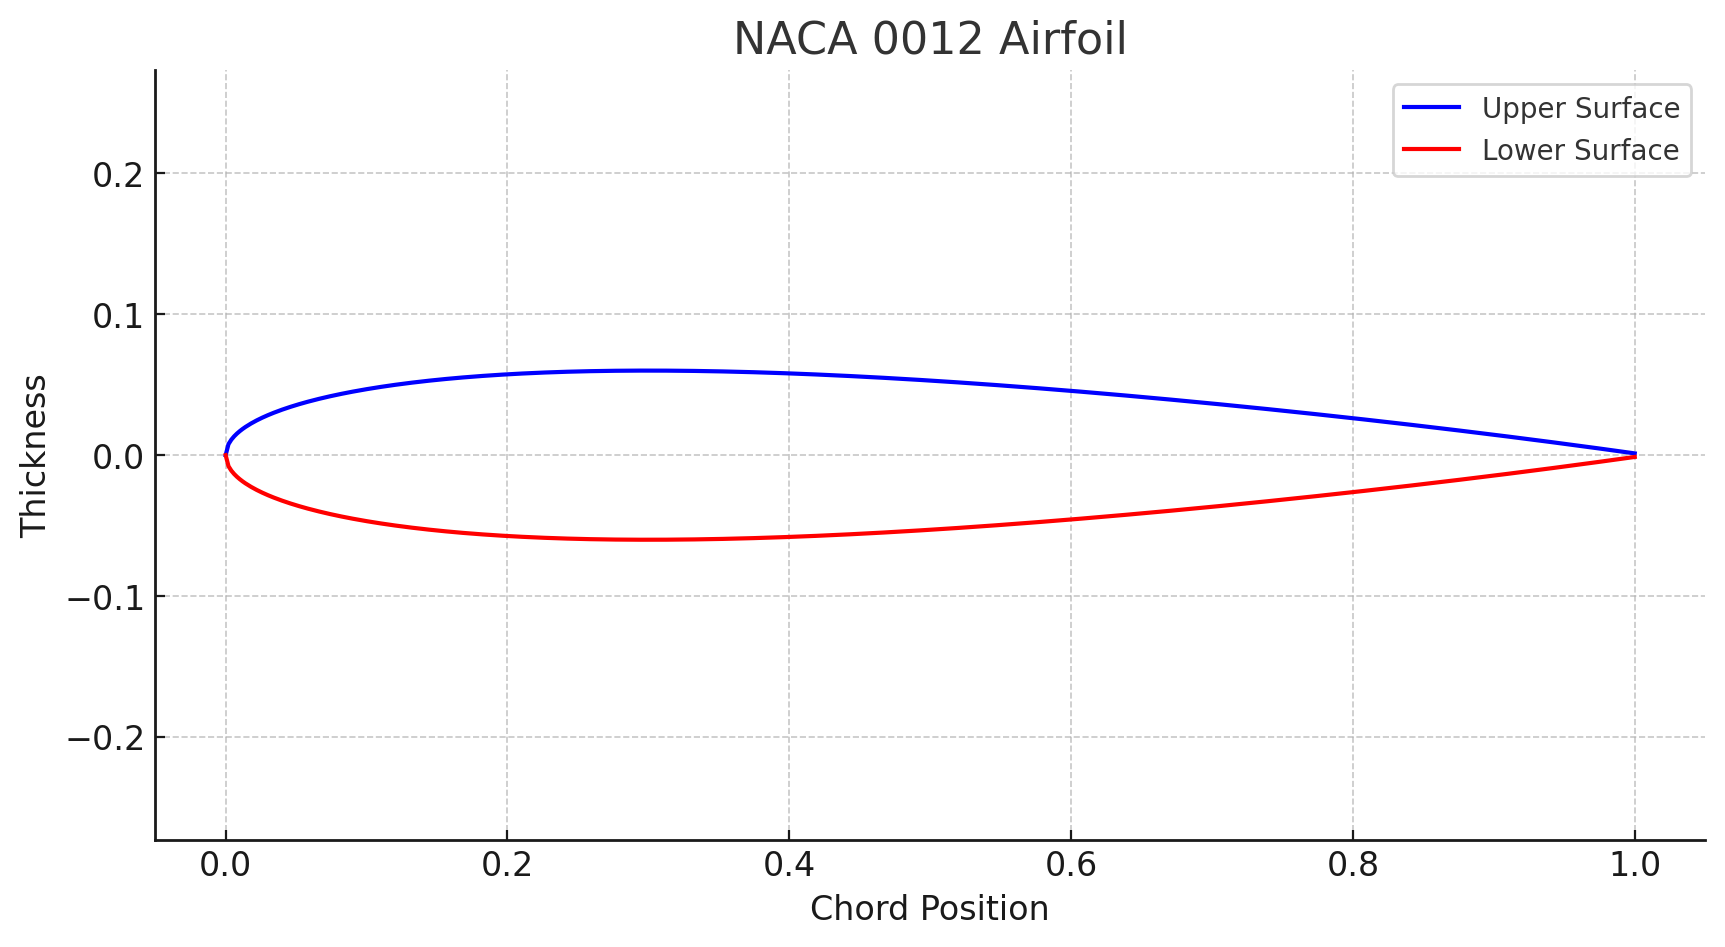 NACA 0012 Airfoil
Upper Surface
Lower Surface
0.2
0.1
0.0
−0.1
−0.2
Thickness
0.0 0.2 0.4 0.6 0.8 1.0
Chord Position